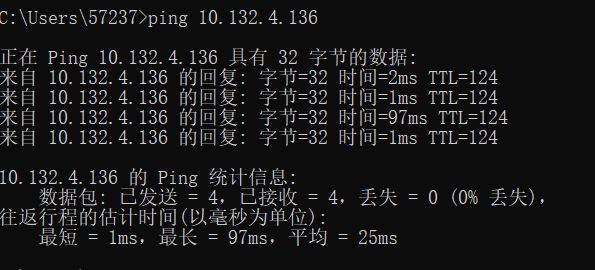 C:\Users\57237>ping 10.132.4.136
正在 Ping 10.132.4.136 具有 32 字节的数据:
来自 10.132.4.136 的回复: 字节=32 时间=2ms TTL=124
来自 10.132.4.136 的回复: 字节=32 时间=1ms TTL=124
来自 10.132.4.136 的回复: 字节=32 时间=97ms TTL=124
来自 10.132.4.136 的回复: 字节=32 时间=1ms TTL=124
10.132.4.136 的 Ping 统计信息:
数据包: 已发送 = 4，已接收 = 4，丢失 = 0 (0% 丢失)，
往返行程的估计时间(以毫秒为单位):
最短 = 1ms，最长 = 97ms，平均 = 25ms